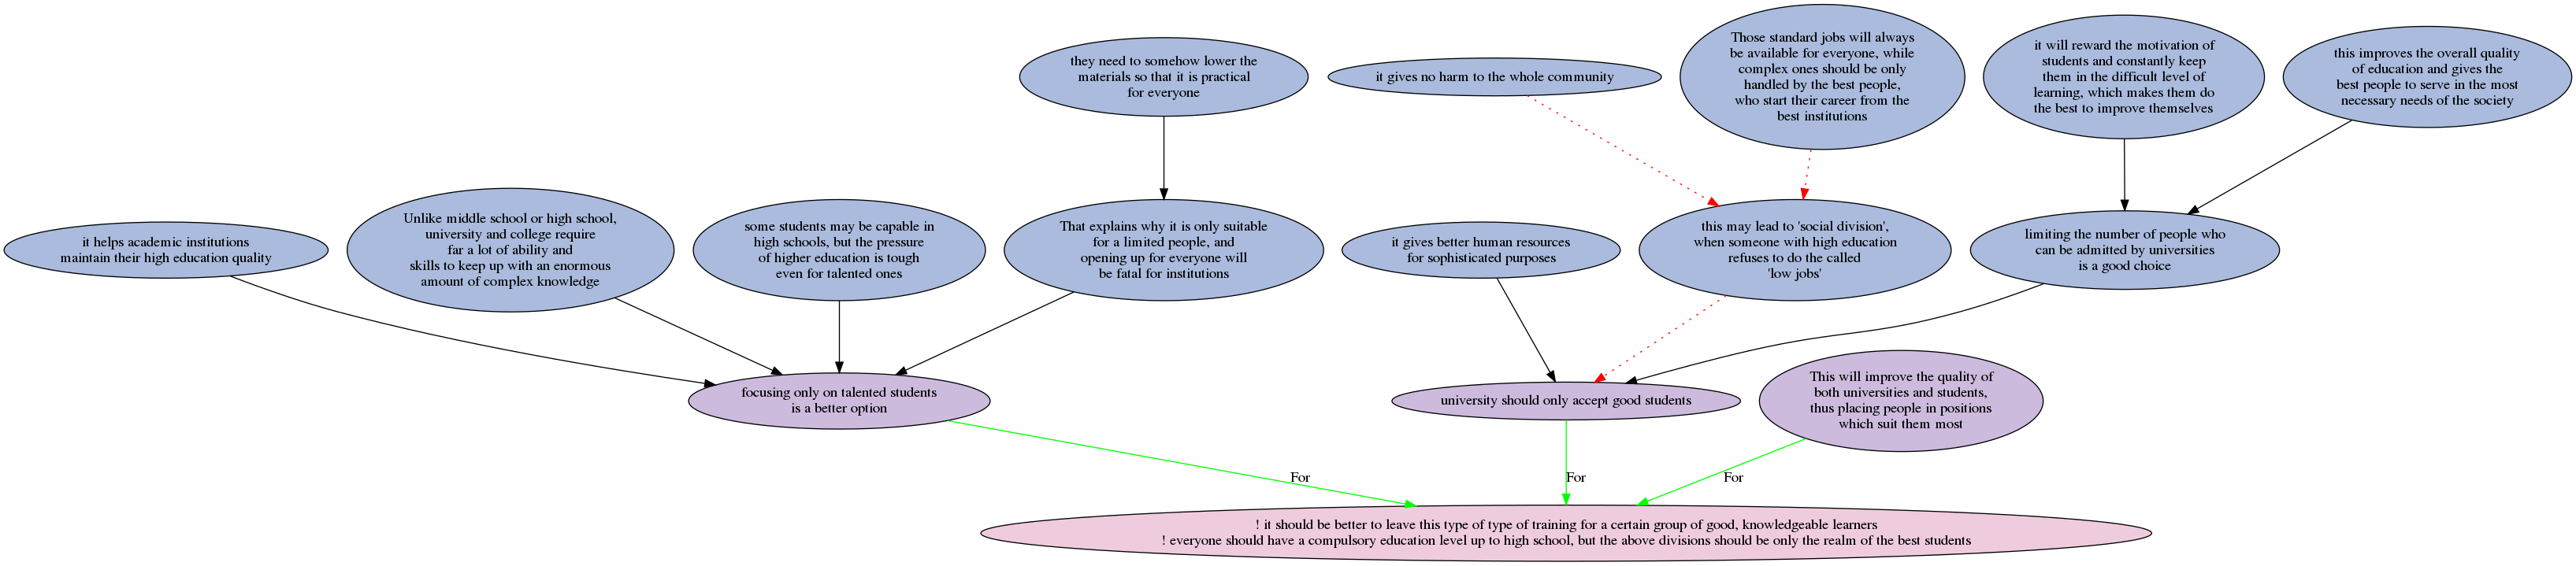 they need to somehow lower the
materials so that it is practical
for everyone
it gives no harm to the whole community
Those standard jobs will always
be available for everyone, while
complex ones should be only
handled by the best people,
who start their career from the
best institutions
it will reward the motivation of
students and constantly keep
them in the difficult level of
learning, which makes them do
the best to improve themselves
this improves the overall quality
of education and gives the
best people to serve in the most
necessary needs of the society
it helps academic institutions
maintain their high education quality
Unlike middle school or high school,
university and college require
far a lot of ability and
skills to keep up with an enormous
amount of complex knowledge
some students may be capable in
high schools, but the pressure
of higher education is tough
even for talented ones
That explains why it is only suitable
for a limited people, and
opening up for everyone will
be fatal for institutions
it gives better human resources
for sophisticated purposes
this may lead to 'social division',
when someone with high education
refuses to do the called
'low jobs'
limiting the number of people who
can be admitted by universities
is a good choice
focusing only on talented students
is a better option
university should only accept good students
This will improve the quality of
both universities and students,
thus placing people in positions
which suit them most
For
For
For
! it should be better to leave this type of type of training for a certain group of good, knowledgeable learners
! everyone should have a compulsory education level up to high school, but the above divisions should be only the realm of the best students